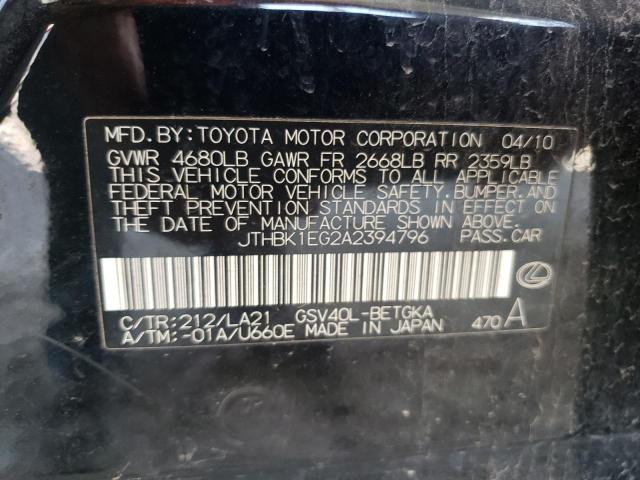 MFD. BY: TOYOTA MOTOR CORPORATION 04/10
GVWR 4680LB GAWR FR 2668LB RR 2359LB
THIS VEHICLE CONFORMS TO ALL APPLICABLE
FEDERAL MOTOR VEHICLE SAFETY, BUMPER, AND
THEFT PREVENTION STANDARDS IN EFFECT ON
THE DATE OF MANUFACTURE SHOWN ABOVE.
JTHBK1EG2A2394796 PASS. CAR
C/TR: 212/LA21 GSV40L-BETGKA
A/TM: -01A/U660E MADE IN JAPAN 470 A